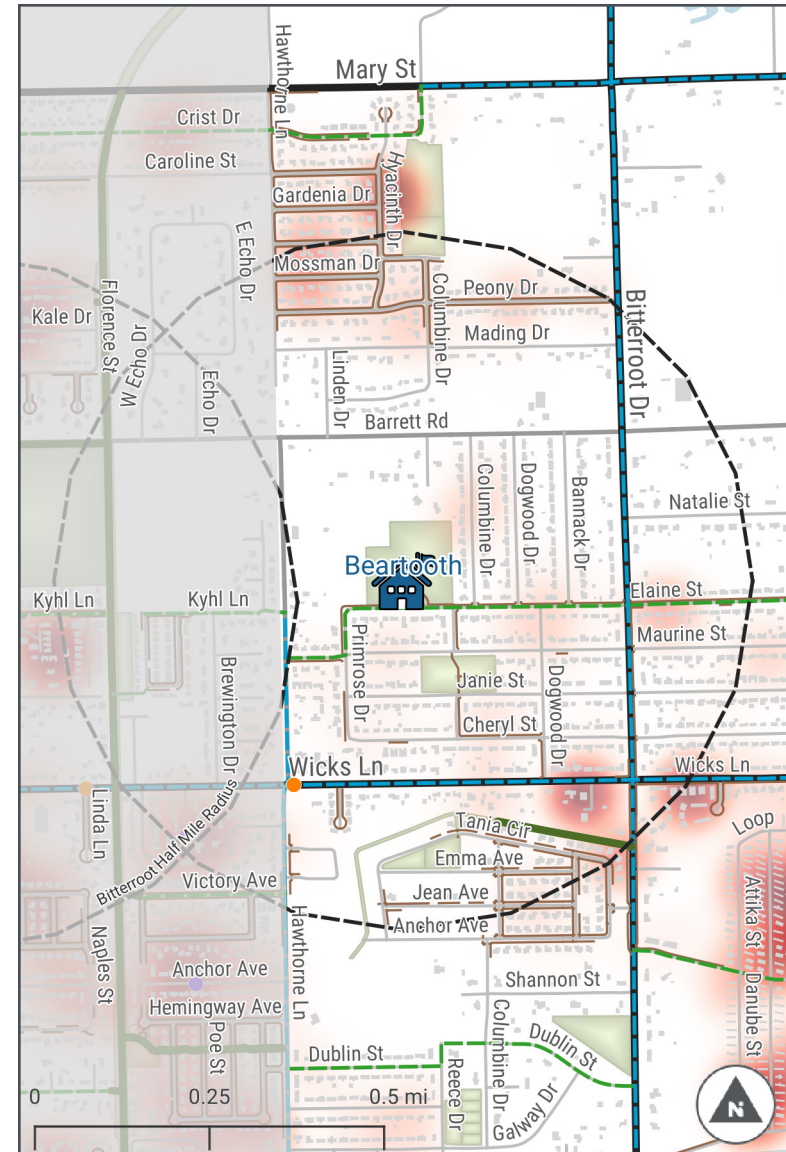 Hawthorne Ln
Mary St
Crist Dr
Caroline St
Hyacinth Dr
Gardenia Dr
E Echo Dr
Mossman Dr
Florence St
Kale Dr
W Echo Dr
Columbine Dr
Peony Dr
Bitterroot Dr
Mading Dr
Echo Dr
Linden Dr
Barrett Rd
Columbine Dr
Dogwood Dr
Bannack Dr
Natalie St
Beartooth
Kyhl Ln
Kyhl Ln
Elaine St
Primrose Dr
Maurine St
Brewington Dr
Janie St
Dogwood Dr
Cheryl St
Wicks Ln
Wicks Ln
Linda Ln
Bitterroot Half Mile Radius
Tania Cir
Loop
Emma Ave
Victory Ave
Jean Ave
Attika St
Hawthorne Ln
Anchor Ave
Naples St
Anchor Ave
Shannon St
Danube St
Hemingway Ave
Poe St
Columbine Dr
Dublin St
Dublin St
Reece Dr
Galway Dr
0
0.25
0.5 mi
N